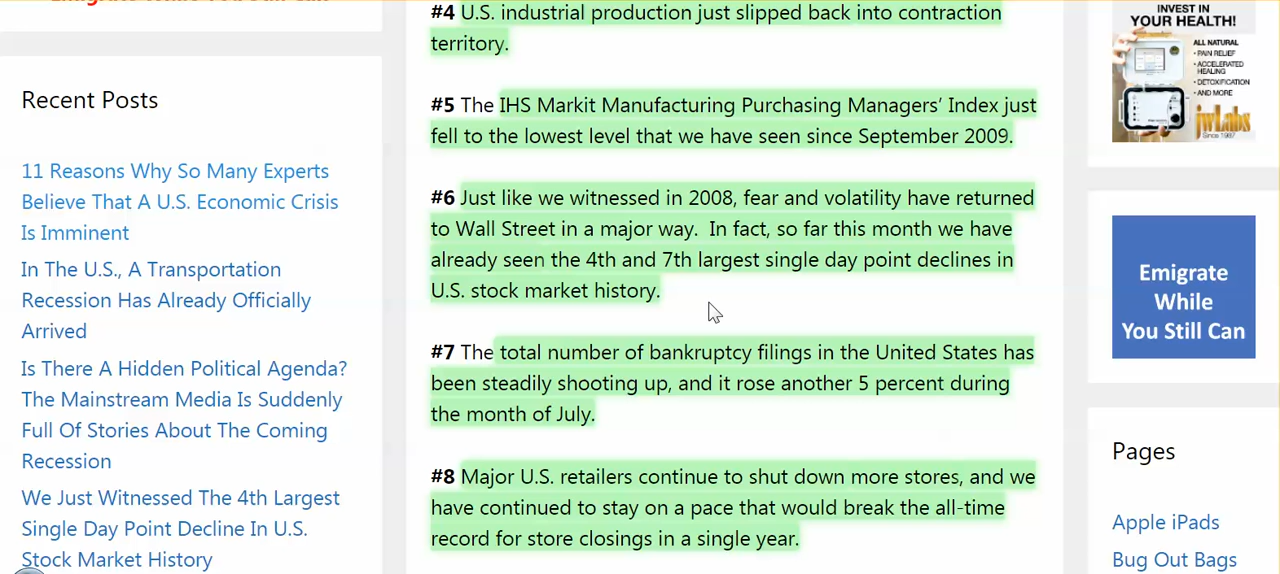 Recent Posts
11 Reasons Why So Many Experts
Believe That A U.S. Economic Crisis
Is Imminent
In The U.S., A Transportation
Recession Has Already Officially
Arrived
Is There A Hidden Political Agenda?
The Mainstream Media Is Suddenly
Full Of Stories About The Coming
Recession
We Just Witnessed The 4th Largest
Single Day Point Decline In U.S.
Stock Market History
#4 U.S. industrial production just slipped back into contraction
territory.
#5 The IHS Markit Manufacturing Purchasing Managers’ Index just
fell to the lowest level that we have seen since September 2009.
#6 Just like we witnessed in 2008, fear and volatility have returned
to Wall Street in a major way.  In fact, so far this month we have
already seen the 4th and 7th largest single day point declines in
U.S. stock market history.
#7 The total number of bankruptcy filings in the United States has
been steadily shooting up, and it rose another 5 percent during
the month of July.
#8 Major U.S. retailers continue to shut down more stores, and we
have continued to stay on a pace that would break the all-time
record for store closings in a single year.
INVEST IN
YOUR HEALTH!
ALL NATURAL
• PAIN RELIEF
• ACCELERATED
HEALING
• DETOXIFICATION
• AND MORE
jwLabs
Since 1987
Emigrate
While
You Still Can
Pages
Apple iPads
Bug Out Bags